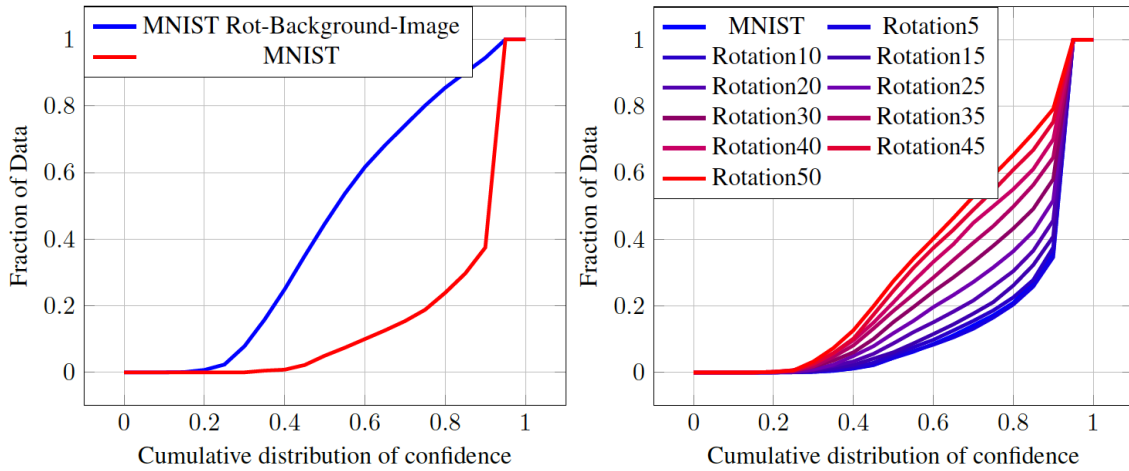 MNIST Rot-Background-Image
MNIST
1
0.8
0.6
0.4
0.2
0
Fraction of Data
0 0.2 0.4 0.6 0.8 1
Cumulative distribution of confidence
MNIST Rotation5
Rotation10 Rotation15
Rotation20 Rotation25
Rotation30 Rotation35
Rotation40 Rotation45
Rotation50
1
0.8
0.6
0.4
0.2
0
Fraction of Data
0 0.2 0.4 0.6 0.8 1
Cumulative distribution of confidence